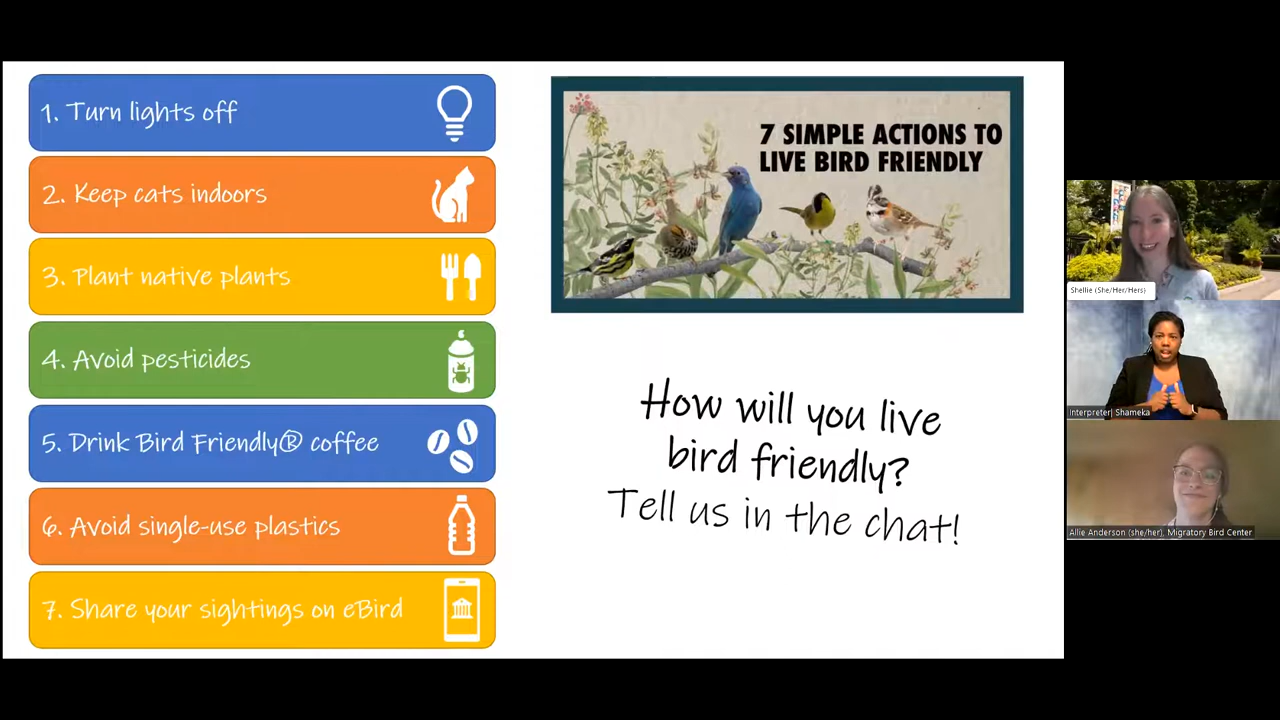 1. Turn lights off
2. Keep cats indoors
3. Plant native plants
4. Avoid pesticides
5. Drink Bird Friendly® coffee
6. Avoid single-use plastics
7. Share your sightings on eBird
7 SIMPLE ACTIONS TO
LIVE BIRD FRIENDLY
How will you live
bird friendly?
Tell us in the chat!
Shellie (She/Her/Hers)
Interpreter| Shameka
Allie Anderson (she/her), Migratory Bird Center